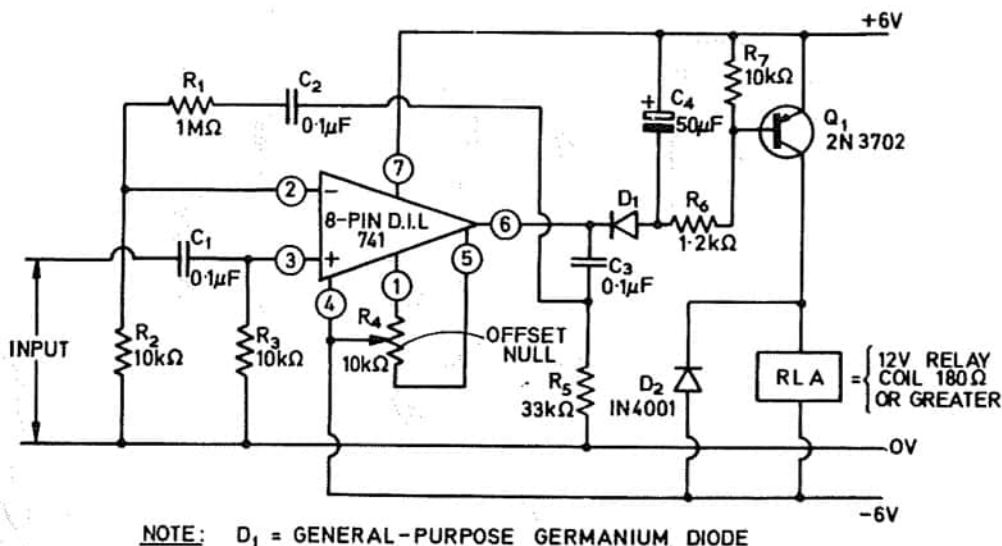 +6V
R7
10kΩ
C2
R1
0·1µF
1MΩ
+
C4
50µF
Q1
2N 3702
7
2
−
8-PIN D.I.L
741
6
D1
R6
1·2kΩ
C1
0·1µF
3
+
5
C3
0·1µF
4
1
R4
10kΩ
OFFSET
NULL
INPUT
R2
10kΩ
R3
10kΩ
R5
33kΩ
D2
IN4001
RLA
= { 12V RELAY
COIL 180Ω
OR GREATER
0V
-6V
NOTE: D1 = GENERAL-PURPOSE GERMANIUM DIODE